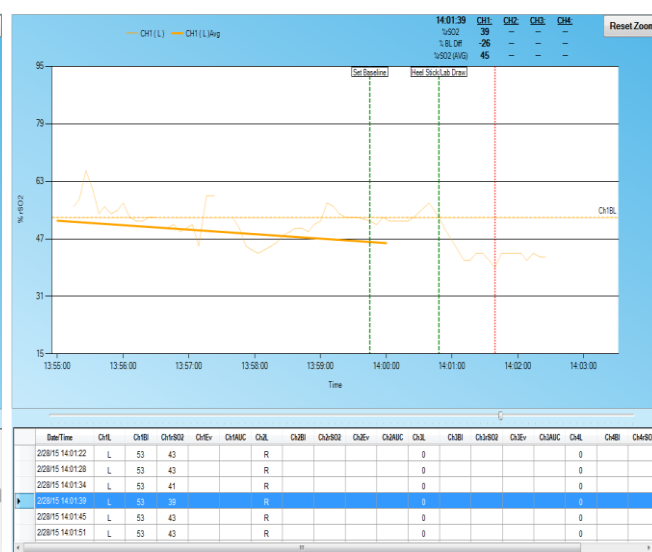 14:01:39 CH1: CH2: CH3: CH4:
%rSO2 39 – – –
% BL Diff -26 – – –
%rSO2 (AVG) 45 – – –
Reset Zoom
CH1 ( L ) CH1 ( L )Avg
Set Baseline Heel Stick/Lab Draw
95
79
63
47
31
15
% rSO2
Ch1BL
13:55:00 13:56:00 13:57:00 13:58:00 13:59:00 14:00:00 14:01:00 14:02:00 14:03:00
Time
Date/Time Ch1L Ch1Bl Ch1rSO2 Ch1Ev Ch1AUC Ch2L Ch2Bl Ch2rSO2 Ch2Ev Ch2AUC Ch3L Ch3Bl Ch3rSO2 Ch3Ev Ch3AUC Ch4L Ch4Bl Ch4rSO
2/28/15 14:01:22 L 53 43 R 0 0
2/28/15 14:01:28 L 53 43 R 0 0
2/28/15 14:01:34 L 53 41 R 0 0
2/28/15 14:01:39 L 53 39 R 0 0
2/28/15 14:01:45 L 53 43 R 0 0
2/28/15 14:01:51 L 53 43 R 0 0